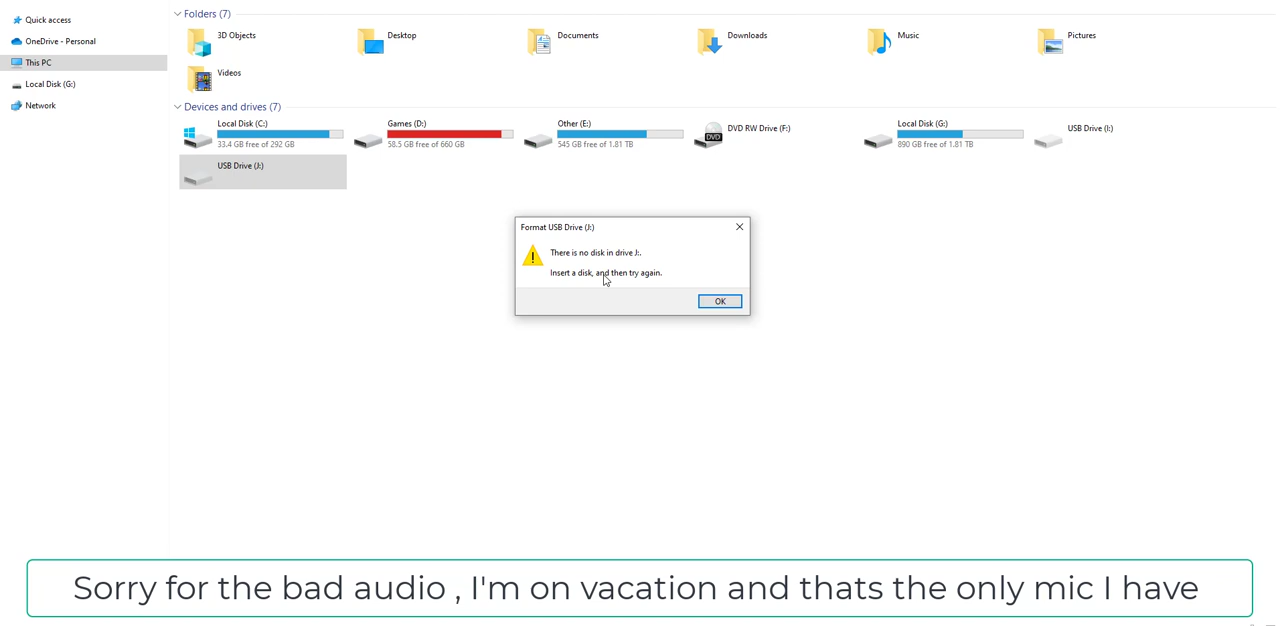 Quick access
OneDrive - Personal
This PC
Local Disk (G:)
Network
Folders (7)
3D Objects
Desktop
Documents
Downloads
Music
Pictures
Videos
Devices and drives (7)
Local Disk (C:)
33.4 GB free of 292 GB
Games (D:)
58.5 GB free of 660 GB
Other (E:)
545 GB free of 1.81 TB
DVD
DVD RW Drive (F:)
Local Disk (G:)
890 GB free of 1.81 TB
USB Drive (I:)
USB Drive (J:)
Format USB Drive (J:)
There is no disk in drive J:.
Insert a disk, and then try again.
OK
Sorry for the bad audio , I'm on vacation and thats the only mic I have